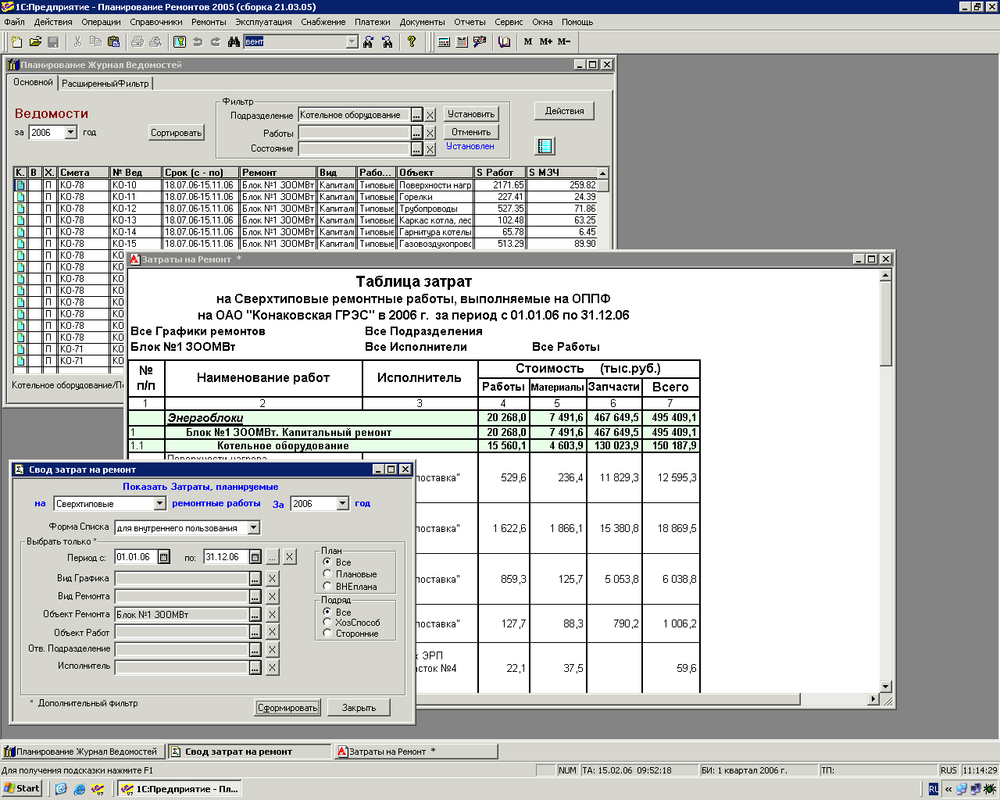 1С:Предприятие - Планирование Ремонтов 2005 (сборка 21.03.05)
Файл Действия Операции Справочники Ремонты Эксплуатация Снабжение Платежи Документы Отчеты Сервис Окна Помощь
вент M M+ M-
Планирование Журнал Ведомостей
Основной РасширенныйФильтр
Ведомости
за 2006 год
Сортировать
Фильтр
Подразделение Котельное оборудование ... X Установить
Работы ... X Отменить
Состояние ... X Установлен
Действия
К. В Х. Смета № Вед Срок (с - по) Ремонт Вид Рабо... Объект S Работ S МЗЧ
П КО-78 КО-10 18.07.06-15.11.06 Блок №1 ЗООМВт Капитал Типовые Поверхности нагр 2171.65 259.82
П КО-78 КО-11 18.07.06-15.11.06 Блок №1 ЗООМВт Капитал Типовые Горелки 227.41 24.39
П КО-78 КО-12 18.07.06-15.11.06 Блок №1 ЗООМВт Капитал Типовые Трубопроводы 527.35 71.86
П КО-78 КО-13 18.07.06-15.11.06 Блок №1 ЗООМВт Капитал Типовые Каркас котла, лес 102.48 63.25
П КО-78 КО-14 18.07.06-15.11.06 Блок №1 ЗООМВт Капитал Типовые Гарнитура котелы 65.78 6.45
П КО-78 КО-15 18.07.06-15.11.06 Блок №1 ЗООМВт Капитал Типовые Газовоздухопрово 513.29 89.90
П КО-78 КО
П КО-78 КО
П КО-78 КО
П КО-78 КО
П КО-78 КО
П КО-78 КО
П КО-78 КО
П КО-78 КО
П КО-71 КО
П КО-71 КО
Котельное оборудование/По
Затраты на Ремонт *
Таблица затрат
на Сверхтиповые ремонтные работы, выполняемые на ОППФ
на ОАО "Конаковская ГРЭС" в 2006 г. за период с 01.01.06 по 31.12.06
Все Графики ремонтов Все Подразделения
Блок №1 ЗООМВт Все Исполнители Все Работы
№ п/п Наименование работ Исполнитель Стоимость (тыс.руб.)
Работы Материалы Запчасти Всего
1 2 3 4 5 6 7
Энергоблоки 20 268,0 7 491,6 467 649,5 495 409,1
1 Блок №1 ЗООМВт. Капитальный ремонт 20 268,0 7 491,6 467 649,5 495 409,1
1.1 Котельное оборудование 15 560,1 4 603,9 130 023,9 150 187,9
Поверхности нагрева
поставка" 529,6 236,4 11 829,3 12 595,3
поставка" 1 622,6 1 866,1 15 380,8 18 869,5
поставка" 859,3 125,7 5 053,8 6 038,8
поставка" 127,7 88,3 790,2 1 006,2
к ЭРП
асток №4 22,1 37,5 59,6
Свод затрат на ремонт
Показать Затраты, планируемые
на Сверхтиповые ремонтные работы За 2006 год
Форма Списка для внутреннего пользования
Выбрать только *
Период с: 01.01.06 по: 31.12.06 ... X
Вид Графика ... X
Вид Ремонта ... X
Объект Ремонта Блок №1 ЗООМВт ... X
Объект Работ ... X
Отв. Подразделение ... X
Исполнитель ... X
План
Все
Плановые
ВНЕплана
Подряд
Все
ХозСпособ
Сторонние
* Дополнительный фильтр
Сформировать Закрыть
Планирование Журнал Ведомостей Свод затрат на ремонт Затраты на Ремонт *
Для получения подсказки нажмите F1 NUM ТА: 15.02.06 09:52:18 БИ: 1 квартал 2006 г. ТП: RUS 11:14:29
Start 1С:Предприятие - Пл... RU «